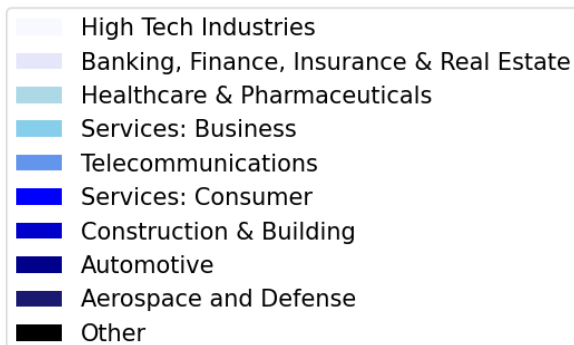 High Tech Industries
Banking, Finance, Insurance & Real Estate
Healthcare & Pharmaceuticals
Services: Business
Telecommunications
Services: Consumer
Construction & Building
Automotive
Aerospace and Defense
Other